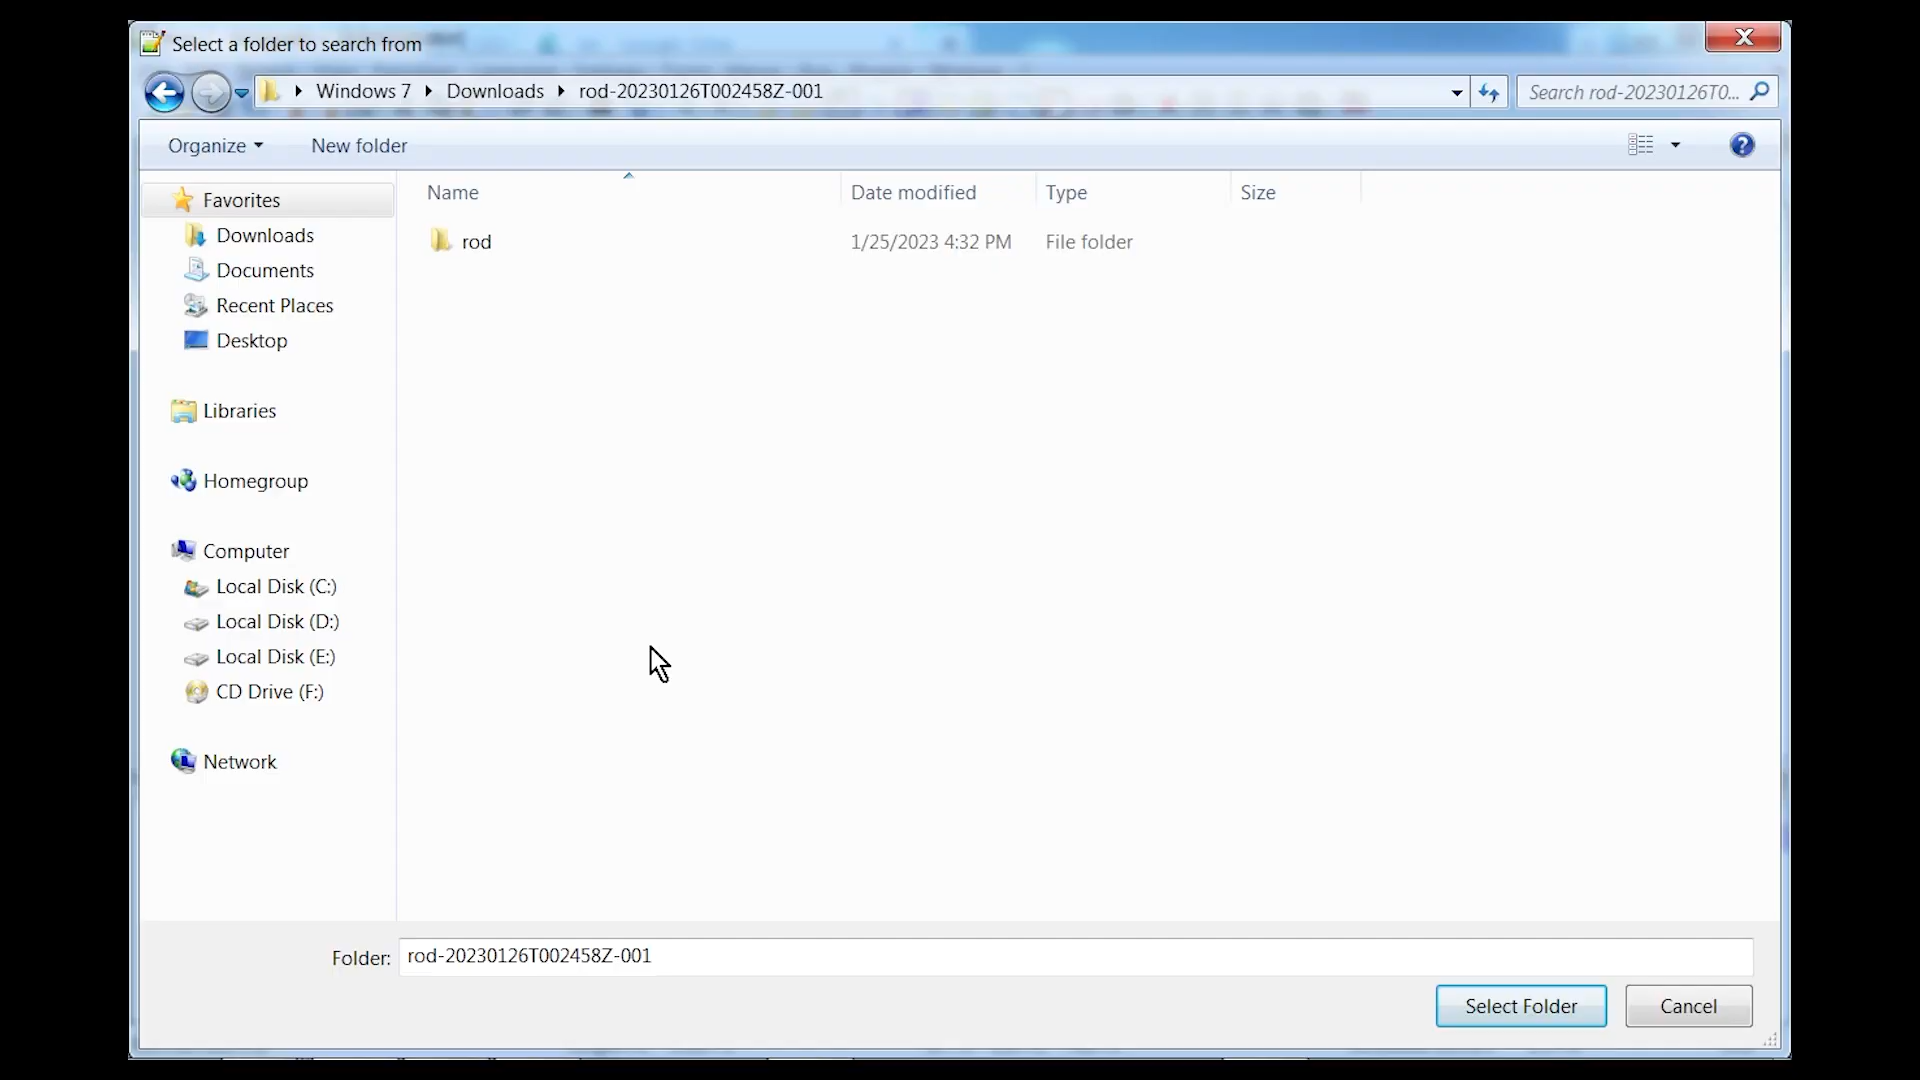 Select a folder to search from
Windows 7 Downloads rod-20230126T002458Z-001
Search rod-20230126T0...
Organize New folder
Name Date modified Type Size
rod 1/25/2023 4:32 PM File folder
Favorites
Downloads
Documents
Recent Places
Desktop
Libraries
Homegroup
Computer
Local Disk (C:)
Local Disk (D:)
Local Disk (E:)
CD Drive (F:)
Network
Folder: rod-20230126T002458Z-001
Select Folder Cancel